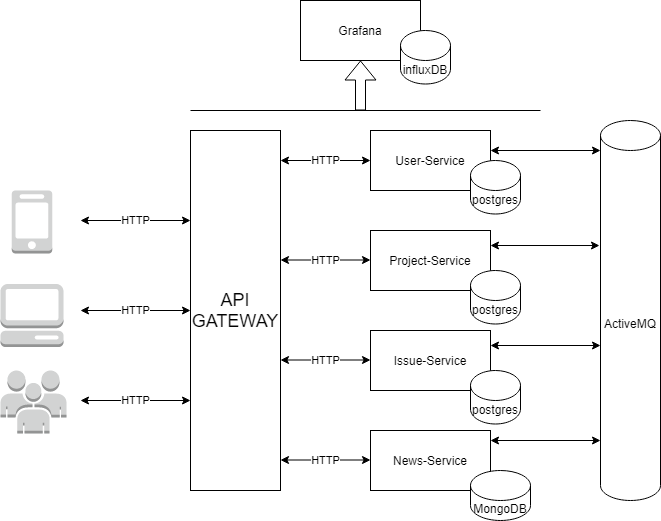 Grafana
influxDB
HTTP
User-Service
postgres
HTTP
HTTP
Project-Service
postgres
HTTP
API
GATEWAY
ActiveMQ
HTTP
Issue-Service
postgres
HTTP
HTTP
News-Service
MongoDB